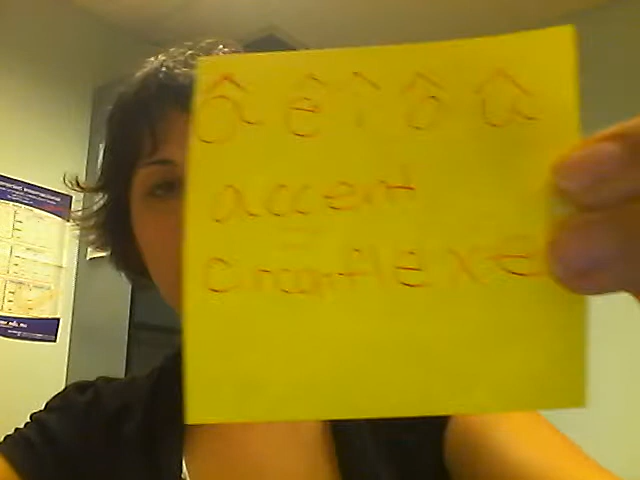 â ê î ô û
accent
circonflexe